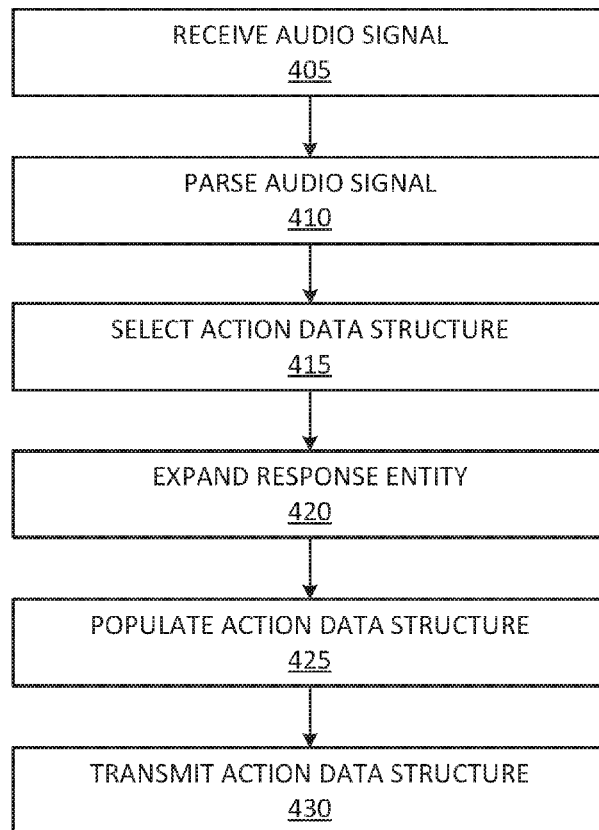 RECEIVE AUDIO SIGNAL
405
PARSE AUDIO SIGNAL
410
SELECT ACTION DATA STRUCTURE
415
EXPAND RESPONSE ENTITY
420
POPULATE ACTION DATA STRUCTURE
425
TRANSMIT ACTION DATA STRUCTURE
430